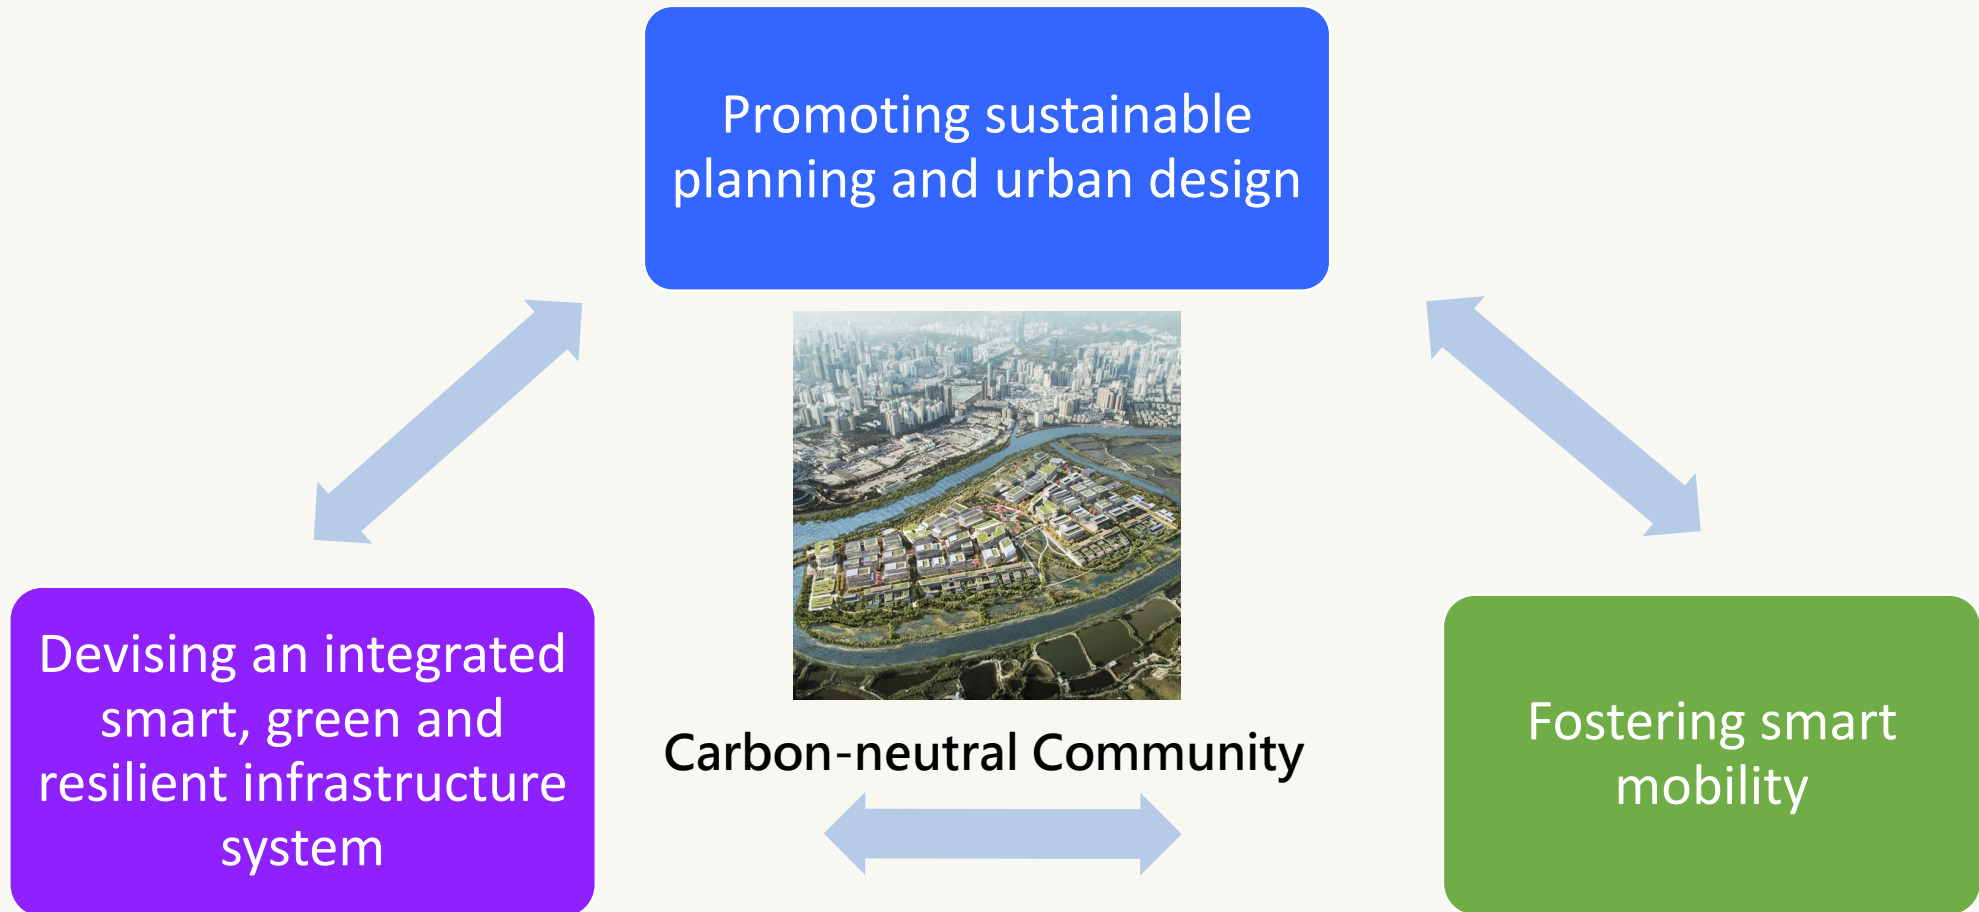 Promoting sustainable
planning and urban design
Devising an integrated
smart, green and
resilient infrastructure
system
Carbon-neutral Community
Fostering smart
mobility